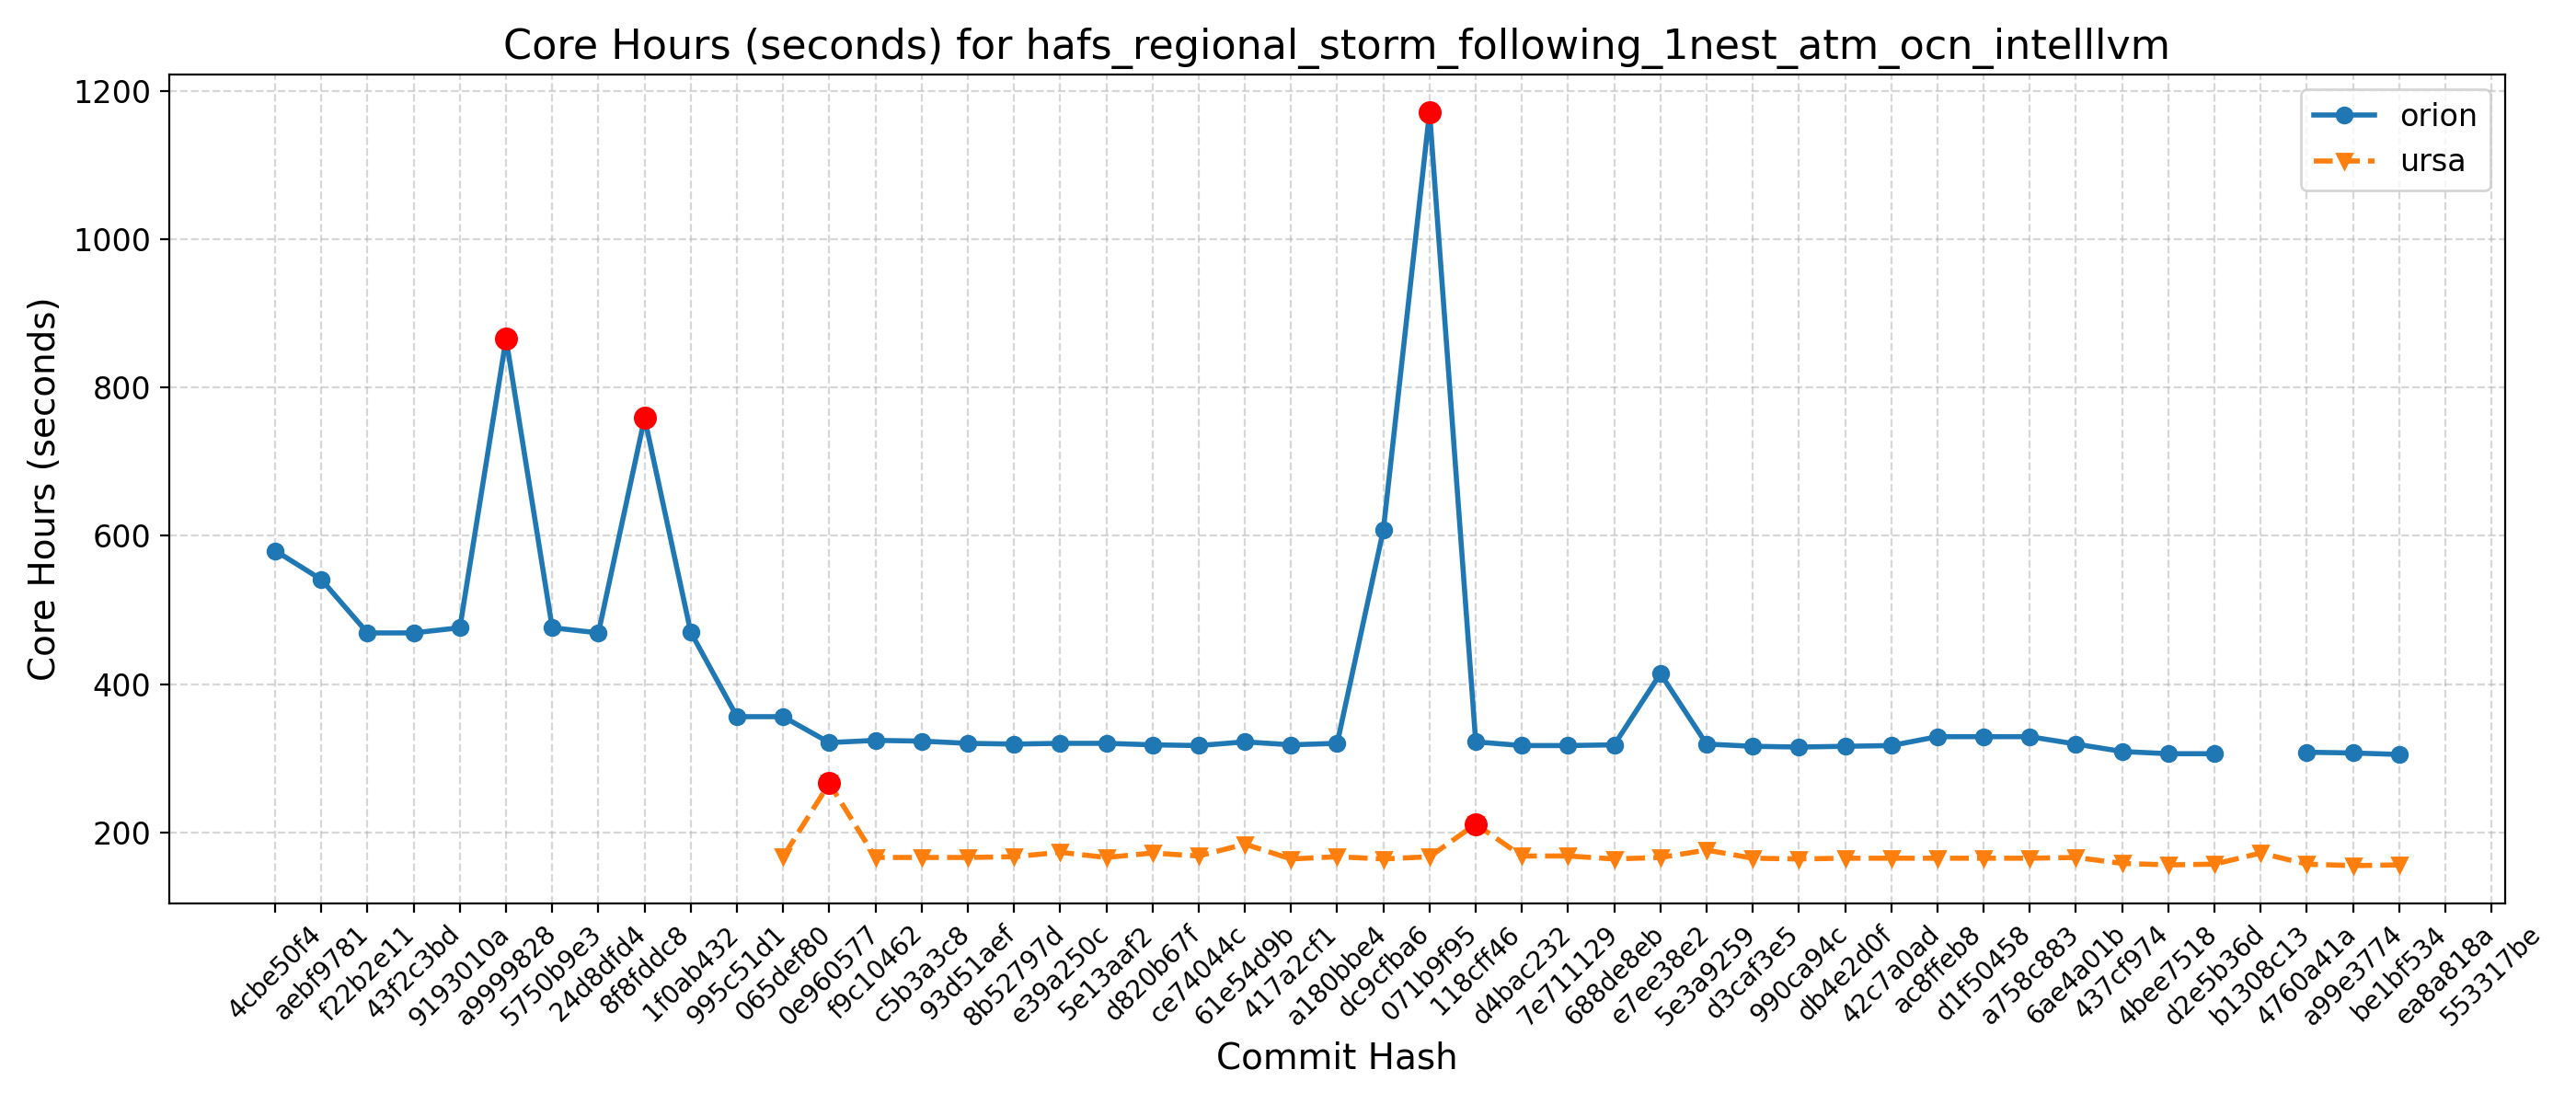 Core Hours (seconds) for hafs_regional_storm_following_1nest_atm_ocn_intelllvm
orion
ursa
Core Hours (seconds)
1200
1000
800
600
400
200
4cbe50f4
aebf9781
f22b2e11
43f2c3bd
9193010a
a9999828
5750b9e3
24d8dfd4
8f8fddc8
1f0ab432
995c51d1
065def80
0e960577
f9c10462
c5b3a3c8
93d51aef
8b52797d
e39a250c
5e13aaf2
d820b67f
ce74044c
61e54d9b
417a2cf1
a180bbe4
dc9cfba6
071b9f95
118cff46
d4bac232
7e711129
688de8eb
e7ee38e2
5e3a9259
d3caf3e5
990ca94c
db4e2d0f
42c7a0ad
ac8ffeb8
d1f50458
a758c883
6ae4a01b
437cf974
4bee7518
d2e5b36d
b1308c13
4760a41a
a99e3774
be1bf534
ea8a818a
553317be
Commit Hash